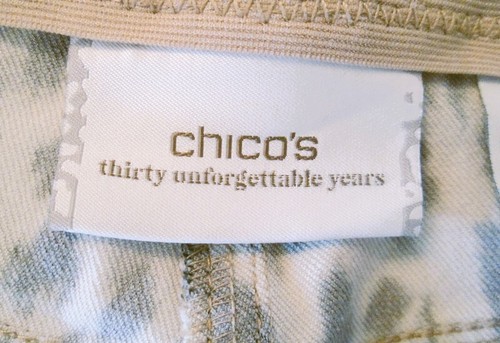 chico's
thirty unforgettable years